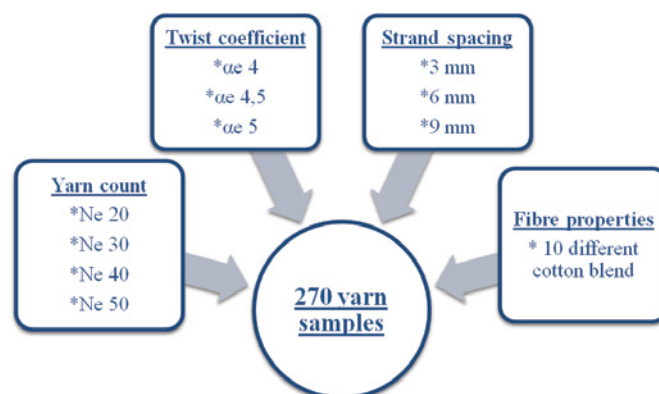 Twist coefficient
*αe 4
*αe 4,5
*αe 5
Strand spacing
*3 mm
*6 mm
*9 mm
Yarn count
*Ne 20
*Ne 30
*Ne 40
*Ne 50
Fibre properties
* 10 different
cotton blend
270 yarn
samples